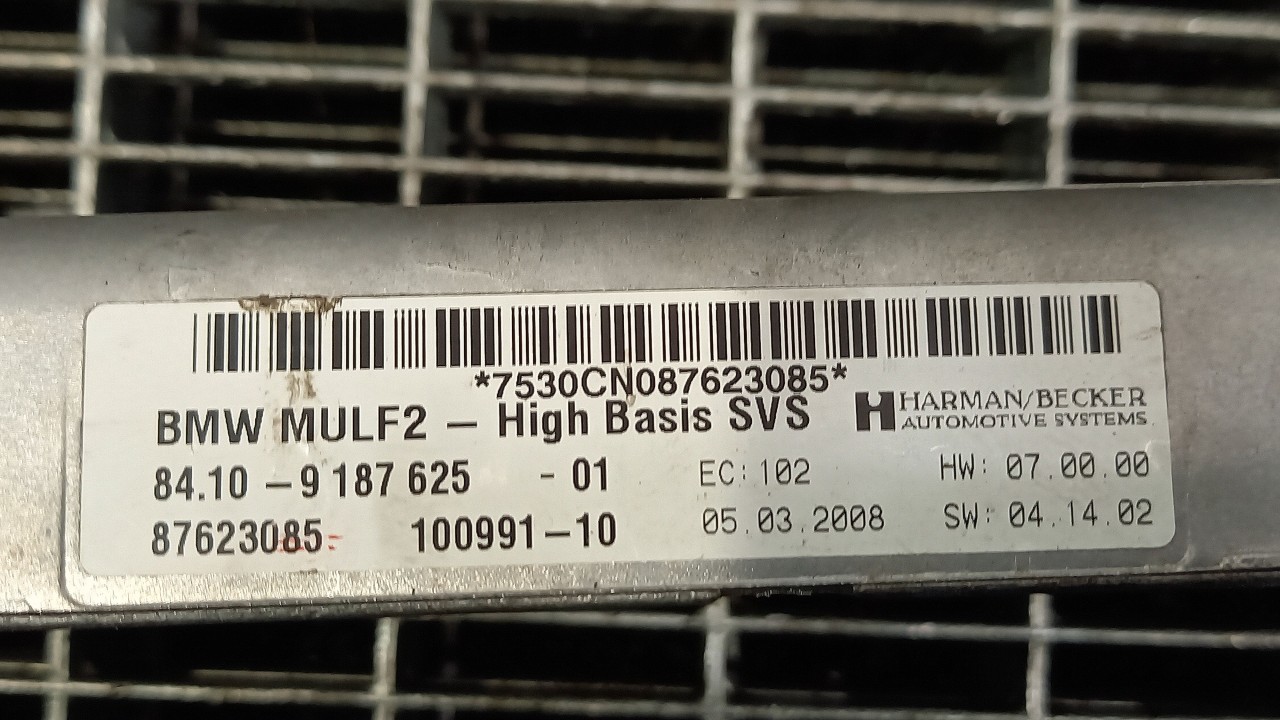 *7530CN087623085*
BMW MULF2 – High Basis SVS
HARMAN/BECKER
AUTOMOTIVE SYSTEMS
84.10 –9 187 625 - 01 EC: 102 HW: 07.00.00
87623085 100991–10 05.03.2008 SW: 04.14.02